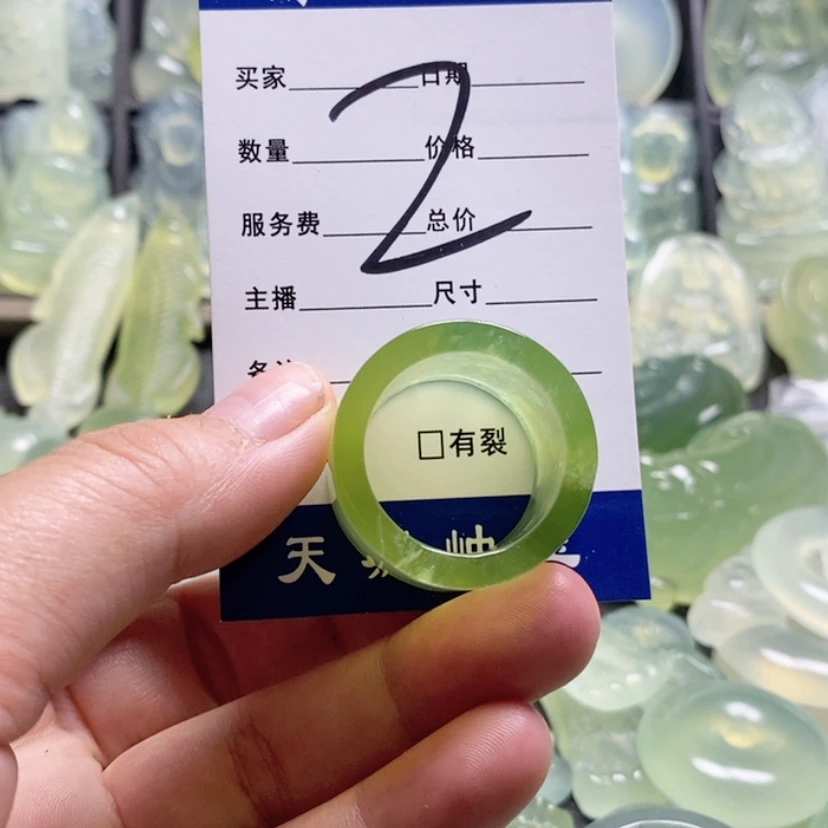 买家 日期
数量 价格
服务费 总价
主播 尺寸
2
□有裂
天